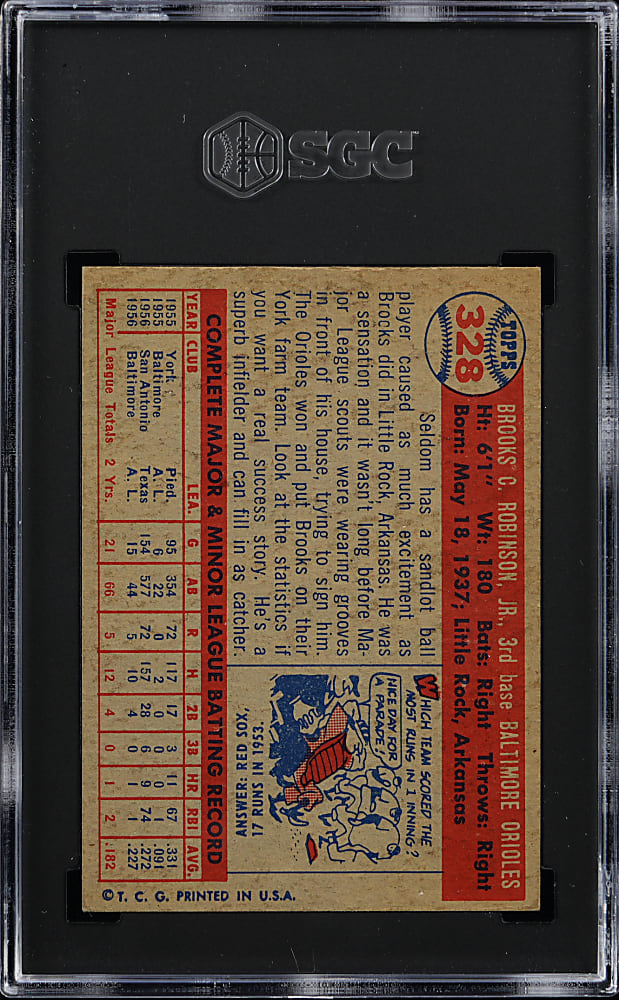 SGC
TOPPS
328
BROOKS C. ROBINSON, JR., 3rd base BALTIMORE ORIOLES
Ht: 6'1" Wt: 180 Bats: Right Throws: Right
Born: May 18, 1937; Little Rock, Arkansas
Seldom has a sandlot ball
player caused as much excitement as
Brooks did in Little Rock, Arkansas. He was
a sensation and it wasn't long before Ma-
jor League scouts were wearing grooves
in front of his house, trying to sign him.
The Orioles won and put Brooks on their
York farm team. Look at the statistics if
you want a real success story. He's a
superb infielder and can fill in as catcher.
WHICH TEAM SCORED THE
MOST RUNS IN 1 INNING?
NICE DAY FOR
A PARADE!
ANSWER: RED SOX,
17 RUNS IN 1953.
COMPLETE MAJOR & MINOR LEAGUE BATTING RECORD
YEAR CLUB LEA. G AB R H 2B 3B HR RBI AVG.
1955 York Pied. 95 354 72 117 17 3 11 67 .331
1955 Baltimore A. L. 6 22 0 2 0 0 0 1 .091
1956 San Antonio Texas 154 577 72 157 28 6 9 74 .272
1956 Baltimore A. L. 15 44 5 10 4 0 1 1 .227
Major League Totals 2 Yrs. 21 66 5 12 4 0 1 2 .182
© T. C. G. PRINTED IN U.S.A.